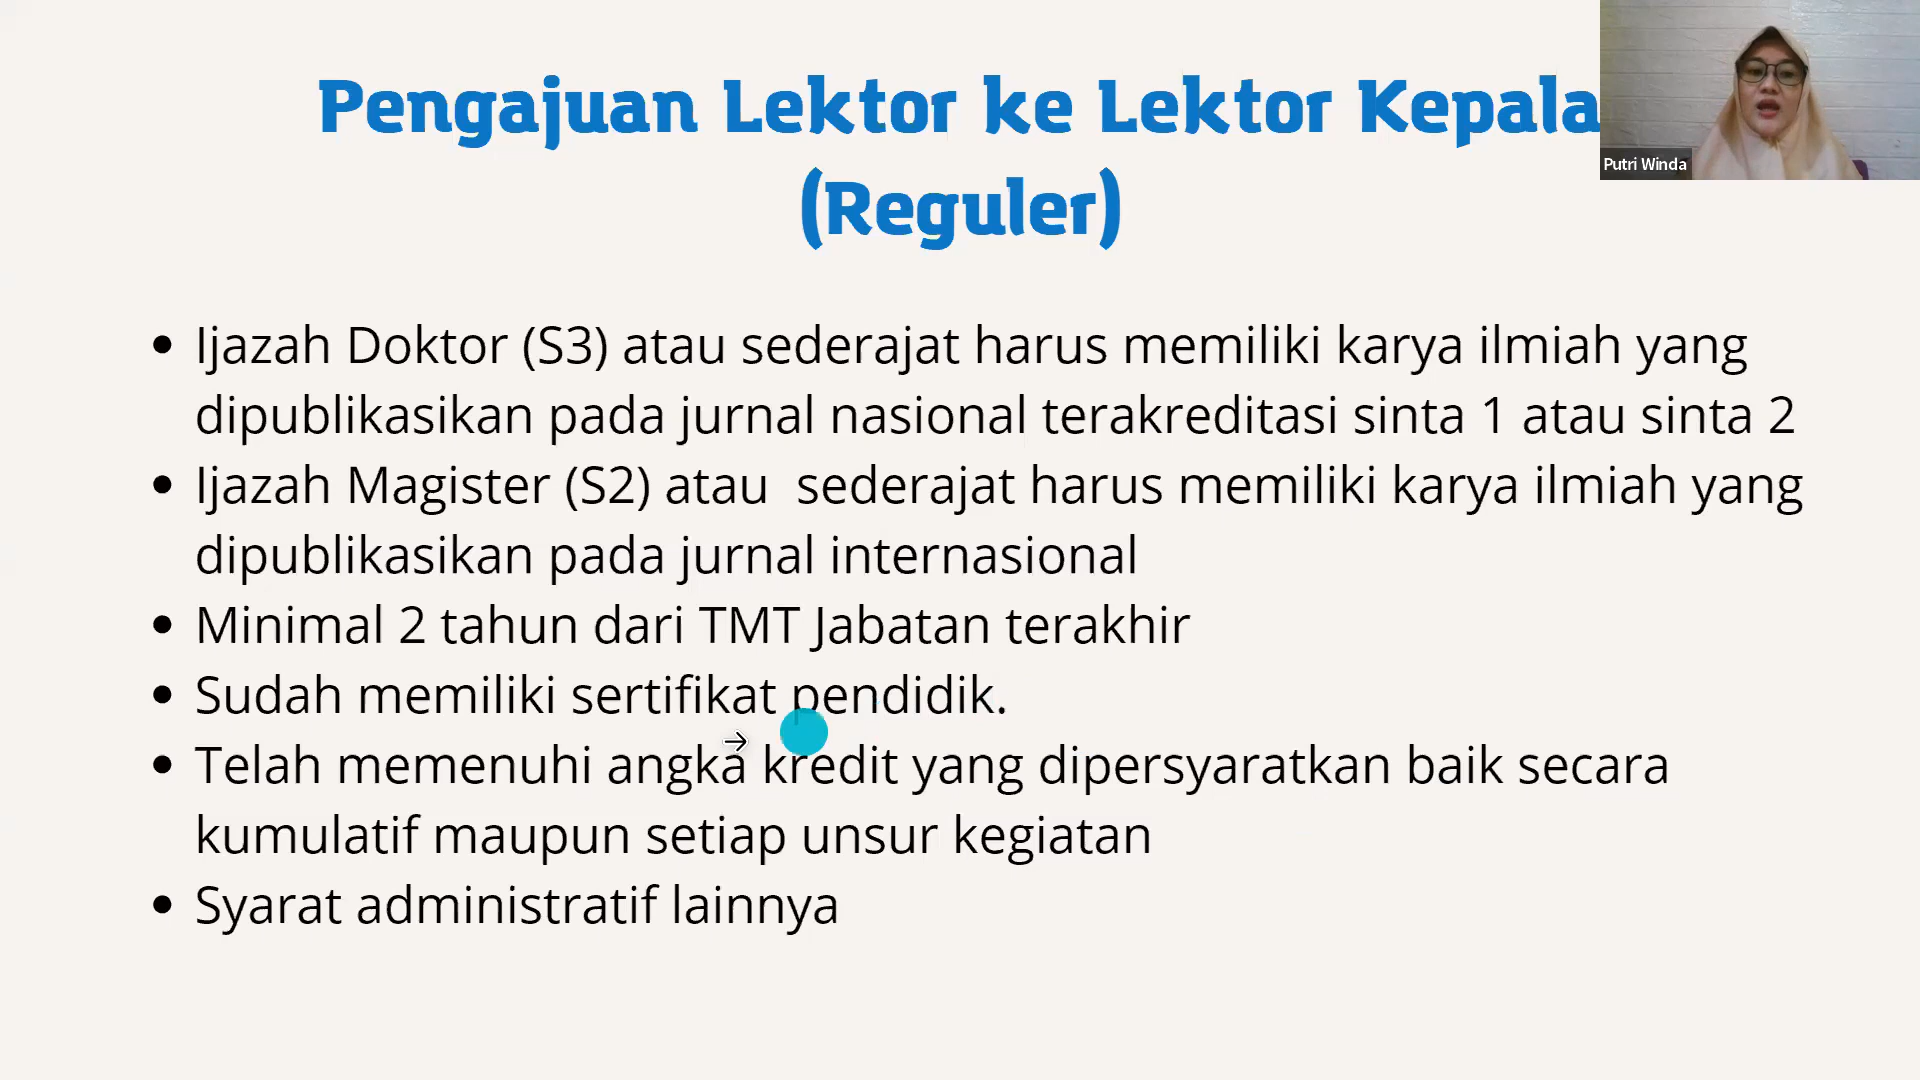 Pengajuan Lektor ke Lektor Kepala
(Reguler)
Putri Winda
• Ijazah Doktor (S3) atau sederajat harus memiliki karya ilmiah yang
dipublikasikan pada jurnal nasional terakreditasi sinta 1 atau sinta 2
• Ijazah Magister (S2) atau  sederajat harus memiliki karya ilmiah yang
dipublikasikan pada jurnal internasional
• Minimal 2 tahun dari TMT Jabatan terakhir
• Sudah memiliki sertifikat pendidik.
• Telah memenuhi angka kredit yang dipersyaratkan baik secara
kumulatif maupun setiap unsur kegiatan
• Syarat administratif lainnya